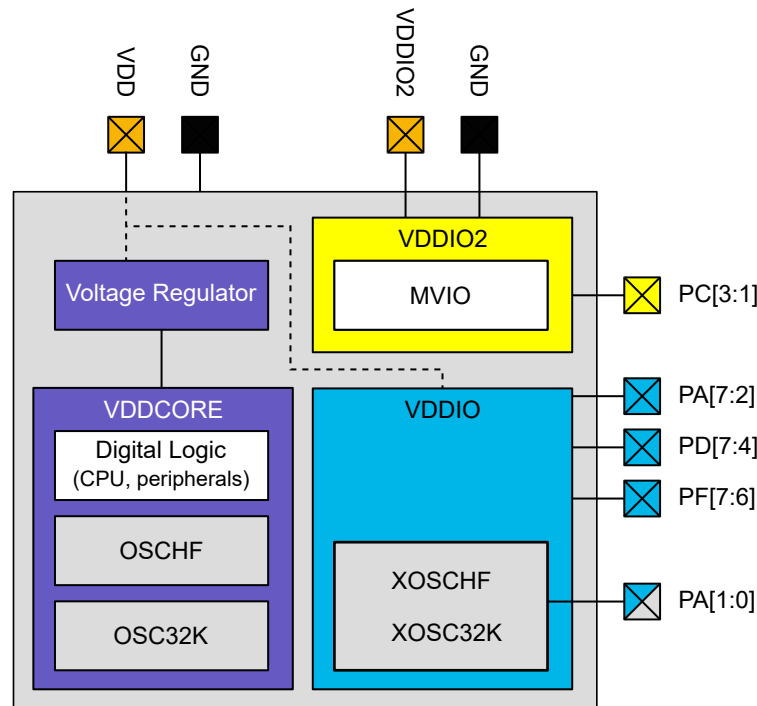 VDD
GND
VDDIO2
GND
VDDIO2
MVIO
Voltage Regulator
PC[3:1]
VDDCORE
Digital Logic
(CPU, peripherals)
OSCHF
OSC32K
VDDIO
XOSCHF
XOSC32K
PA[7:2]
PD[7:4]
PF[7:6]
PA[1:0]